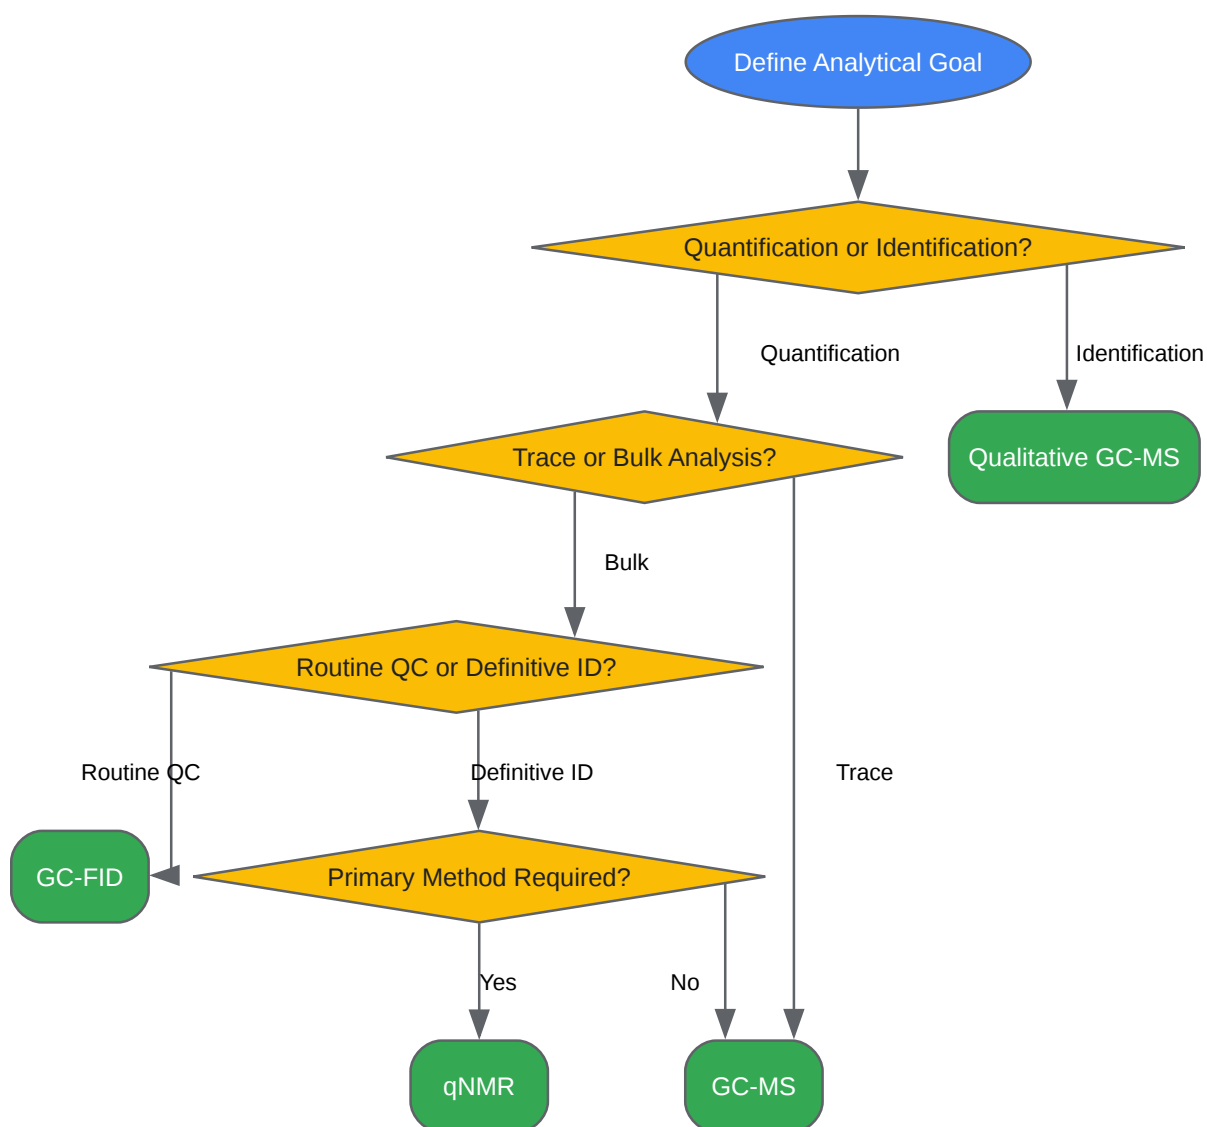 Define Analytical Goal
Quantification or Identification?
Quantification
Identification
Trace or Bulk Analysis?
Qualitative GC-MS
Bulk
Routine QC or Definitive ID?
Routine QC
Definitive ID
Trace
GC-FID
Primary Method Required?
Yes
No
qNMR
GC-MS